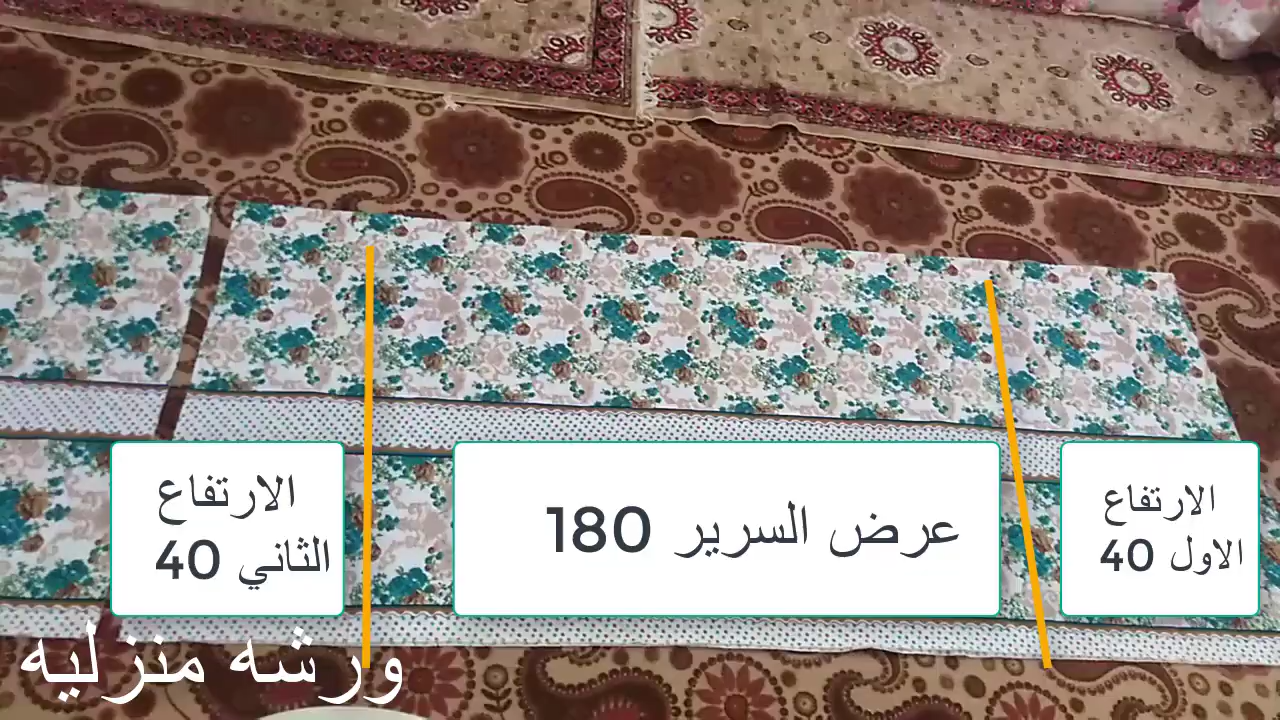 الارتفاع
الاول 40
عرض السرير 180
الارتفاع
الثاني 40
ورشه منزليه